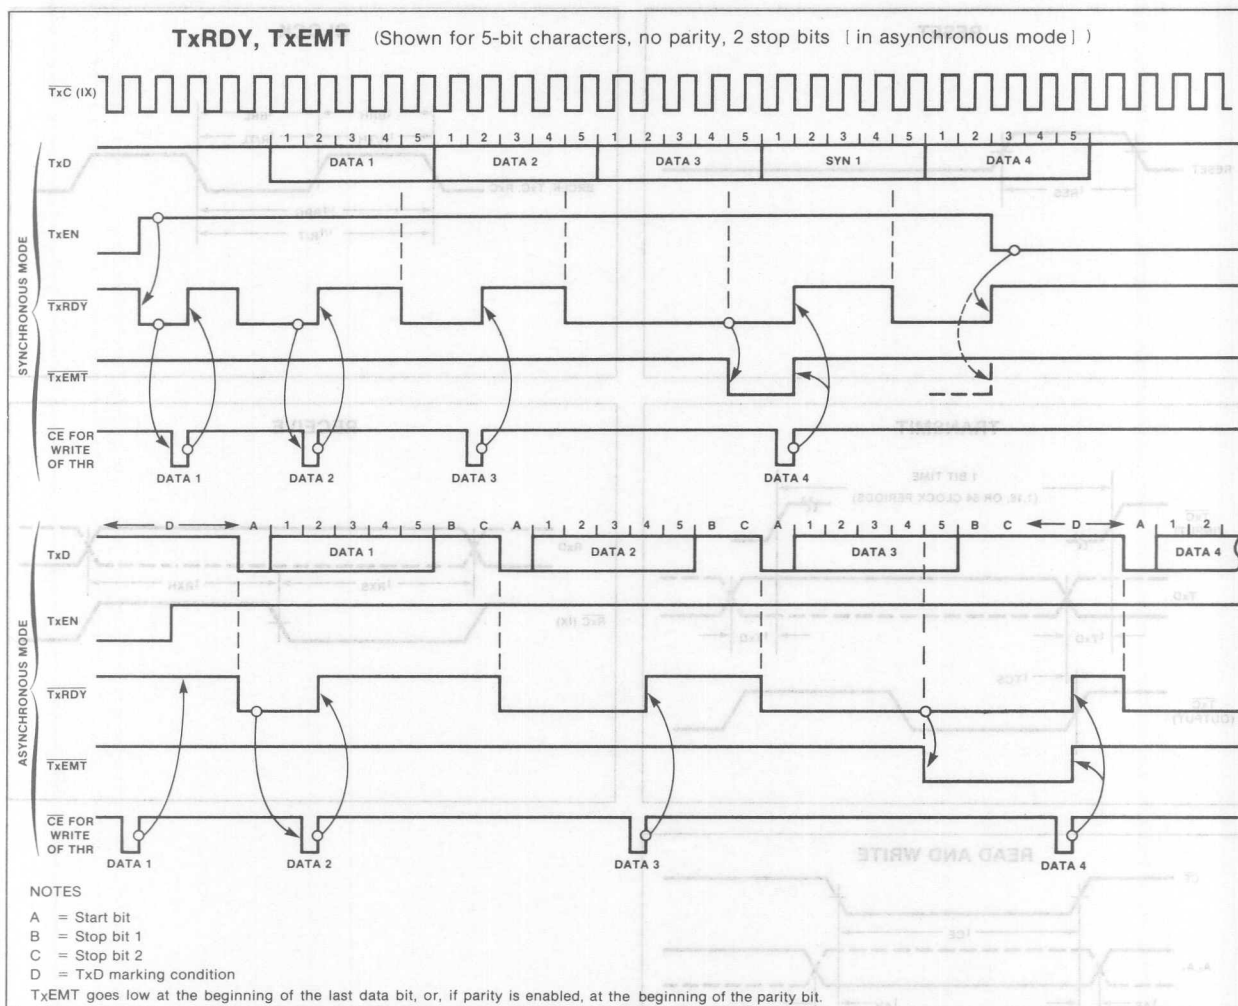 TxRDY, TxEMT (Shown for 5-bit characters, no parity, 2 stop bits [in asynchronous mode])
TxC (IX)
1 2 3 4 5 1 2 3 4 5 1 2 3 4 5 1 2 3 4 5 1 2 3 4 5
TxD
DATA 1 DATA 2 DATA 3 SYN 1 DATA 4
TxEN
SYNCHRONOUS MODE
TxRDY
TxEMT
CE FOR
WRITE
OF THR
DATA 1 DATA 2 DATA 3 DATA 4
D A 1 2 3 4 5 B C A 1 2 3 4 5 B C A 1 2 3 4 5 B C D A 1 2
TxD
DATA 1 DATA 2 DATA 3 DATA 4
TxEN
ASYNCHRONOUS MODE
TxRDY
TxEMT
CE FOR
WRITE
OF THR
DATA 1 DATA 2 DATA 3 DATA 4
NOTES
A = Start bit
B = Stop bit 1
C = Stop bit 2
D = TxD marking condition
TxEMT goes low at the beginning of the last data bit, or, if parity is enabled, at the beginning of the parity bit.